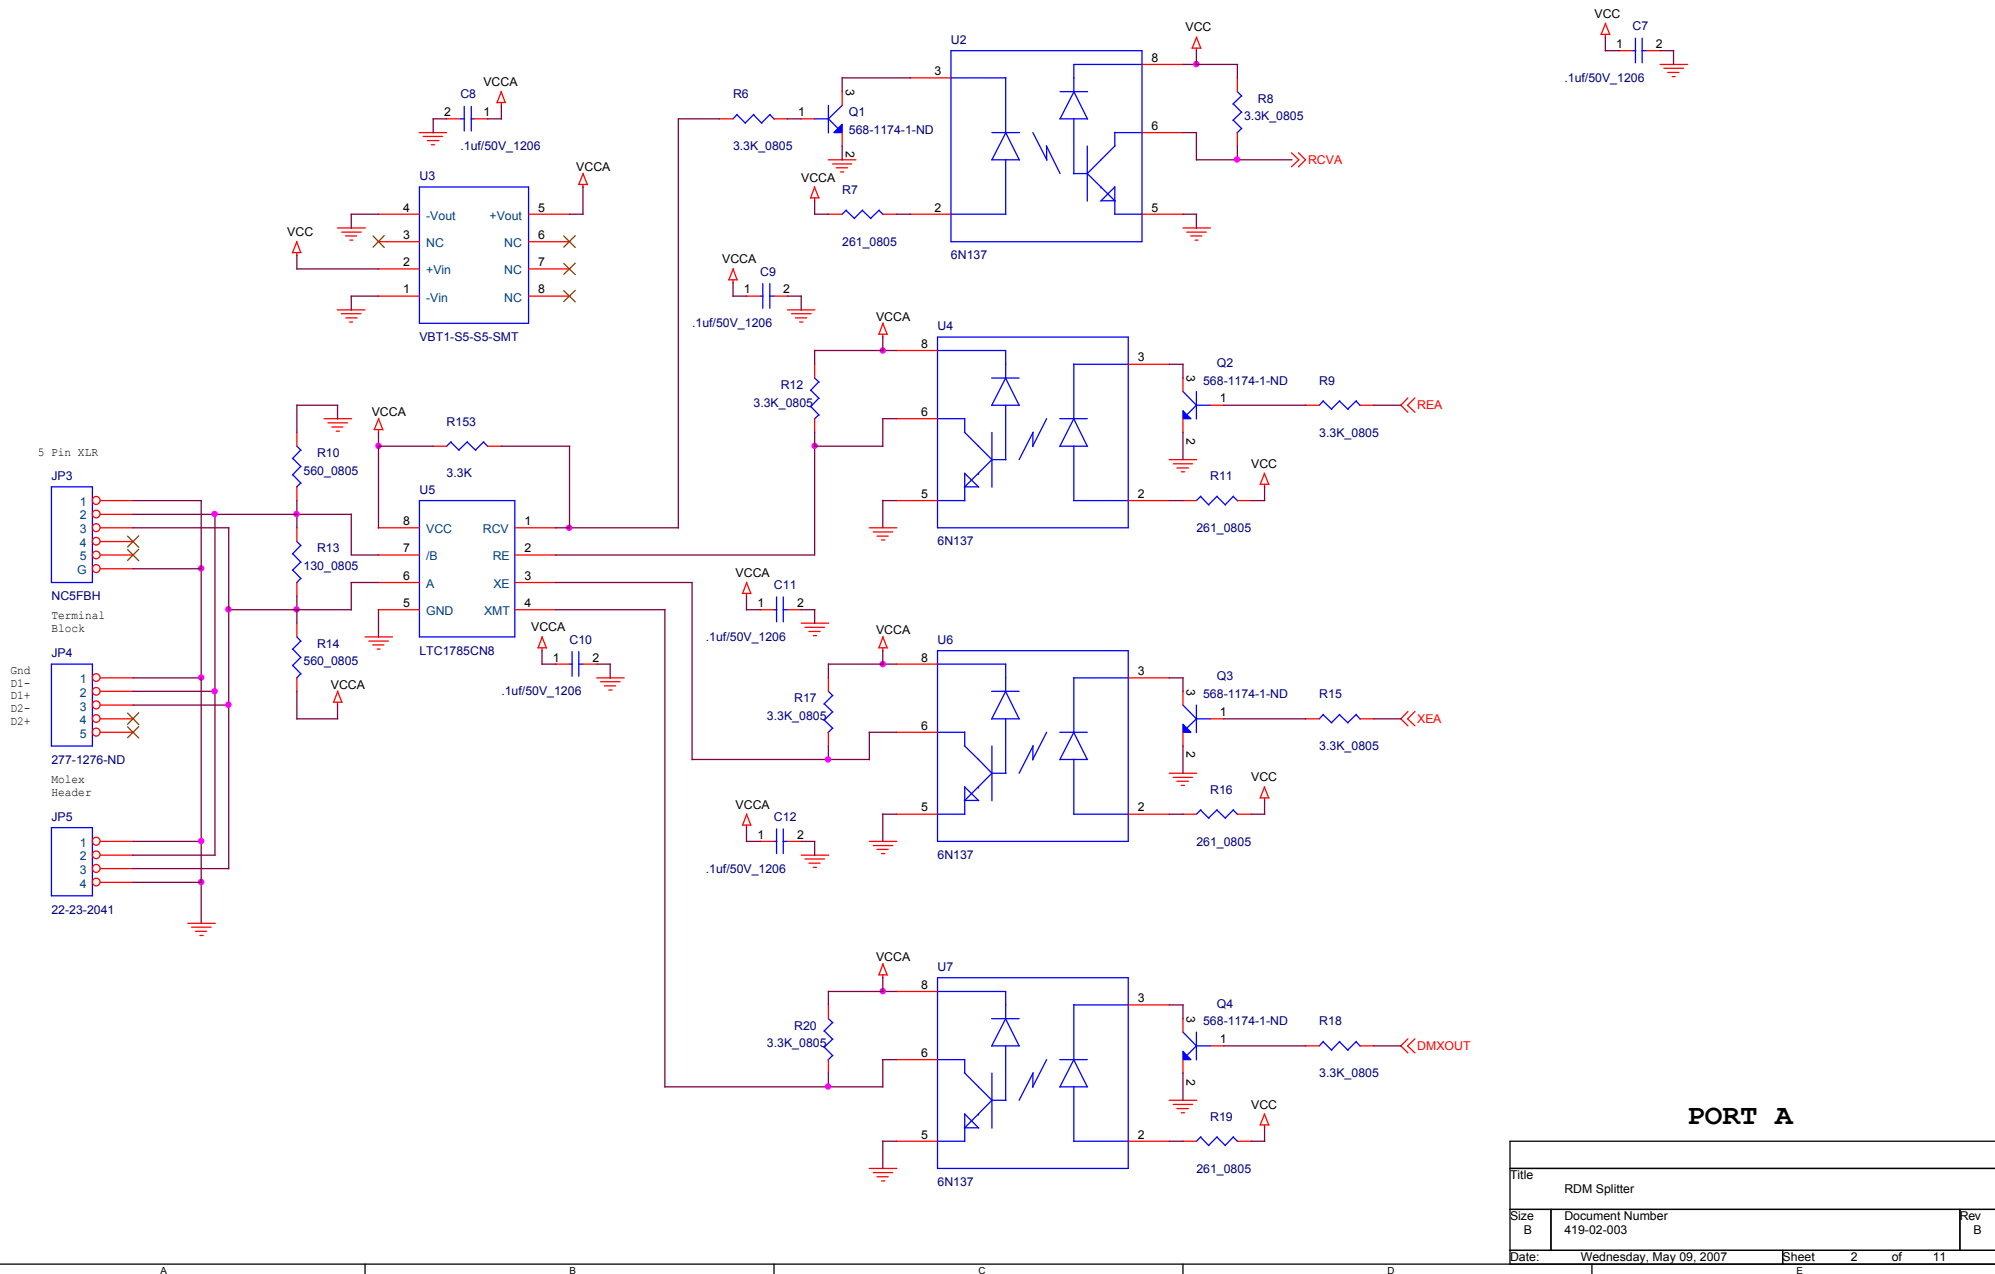 VCC
C7
1
2
.1uf/50V_1206
U2
VCC
3
8
R8
3.3K_0805
6
RCVA
2
5
6N137
VCCA
C8
2
1
.1uf/50V_1206
R6
3.3K_0805
1
3
Q1
568-1174-1-ND
2
VCCA
R7
261_0805
U3
VCCA
4
-Vout
+Vout
5
VCC
3
NC
NC
6
2
+Vin
NC
7
1
-Vin
NC
8
VBT1-S5-S5-SMT
VCCA
C9
1
2
.1uf/50V_1206
VCCA
U4
8
3
R12
3.3K_0805
6
5
2
6N137
Q2
568-1174-1-ND
3
1
2
R9
3.3K_0805
REA
R11
VCC
261_0805
R10
560_0805
VCCA
R153
3.3K
5 Pin XLR
JP3
1
2
3
4
5
G
NC5FBH
R13
130_0805
U5
8
VCC
RCV
1
7
/B
RE
2
6
A
XE
3
5
GND
XMT
4
LTC1785CN8
Terminal
Block
JP4
Gnd
D1-
D1+
D2-
D2+
1
2
3
4
5
277-1276-ND
R14
560_0805
VCCA
VCCA
C10
1
2
.1uf/50V_1206
VCCA
C11
1
2
.1uf/50V_1206
VCCA
U6
8
3
R17
3.3K_0805
6
5
2
6N137
Q3
568-1174-1-ND
3
1
2
R15
3.3K_0805
XEA
R16
VCC
261_0805
VCCA
C12
1
2
.1uf/50V_1206
Molex
Header
JP5
1
2
3
4
22-23-2041
VCCA
U7
8
3
R20
3.3K_0805
6
5
2
6N137
Q4
568-1174-1-ND
3
1
2
R18
3.3K_0805
DMXOUT
R19
VCC
261_0805
PORT A
Title
RDM Splitter
Size
B
Document Number
419-02-003
Rev
B
Date:
Wednesday, May 09, 2007
Sheet
2
of
11
A
B
C
D
E